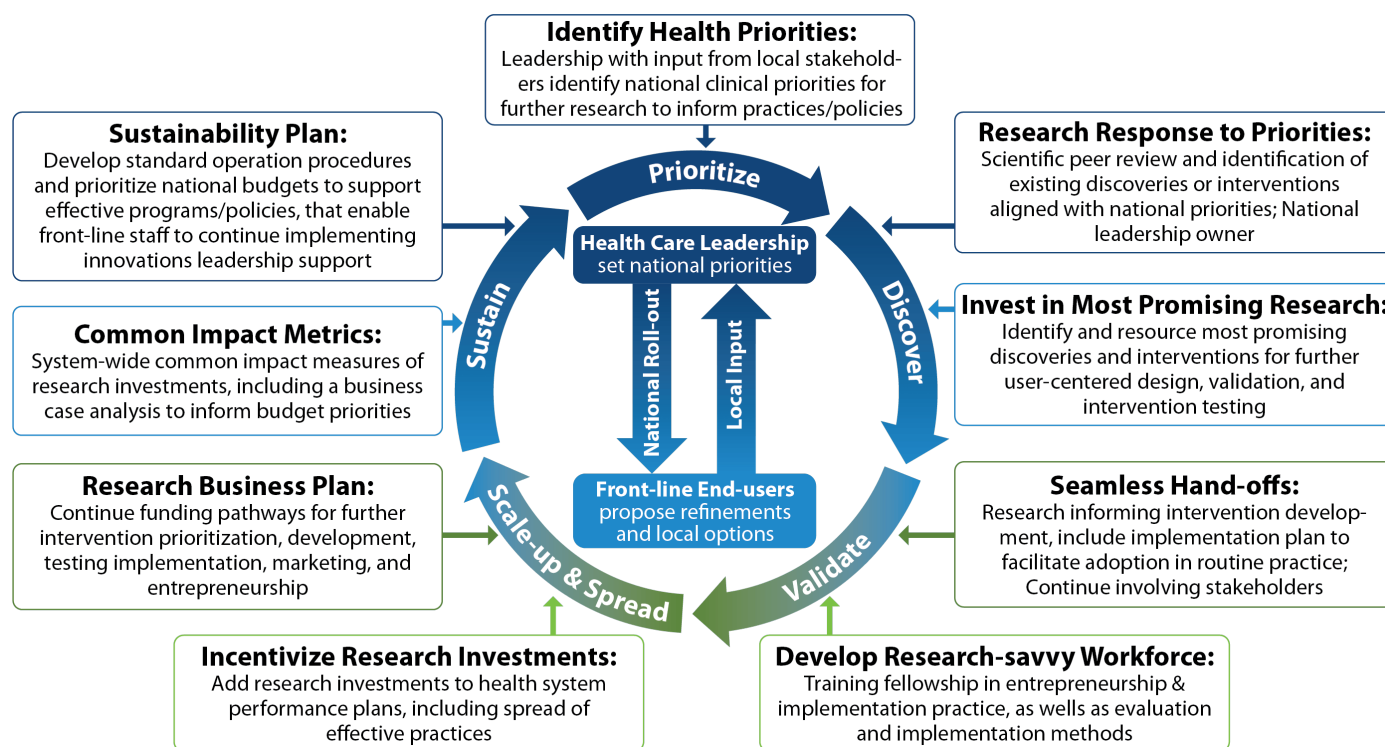 Identify Health Priorities:
Leadership with input from local stakehold-
ers identify national clinical priorities for
further research to inform practices/policies
Sustainability Plan:
Develop standard operation procedures
and prioritize national budgets to support
effective programs/policies, that enable
front-line staff to continue implementing
innovations leadership support
Research Response to Priorities:
Scientific peer review and identification of
existing discoveries or interventions
aligned with national priorities; National
leadership owner
Prioritize
Health Care Leadership
set national priorities
Common Impact Metrics:
System-wide common impact measures of
research investments, including a business
case analysis to inform budget priorities
Sustain
National Roll-out
Local Input
Discover
Invest in Most Promising Research:
Identify and resource most promising
discoveries and interventions for further
user-centered design, validation, and
intervention testing
Research Business Plan:
Continue funding pathways for further
intervention prioritization, development,
testing implementation, marketing, and
entrepreneurship
Scale-up & Spread
Front-line End-users
propose refinements
and local options
Validate
Seamless Hand-offs:
Research informing intervention develop-
ment, include implementation plan to
facilitate adoption in routine practice;
Continue involving stakeholders
Incentivize Research Investments:
Add research investments to health system
performance plans, including spread of
effective practices
Develop Research-savvy Workforce:
Training fellowship in entrepreneurship &
implementation practice, as wells as evaluation
and implementation methods